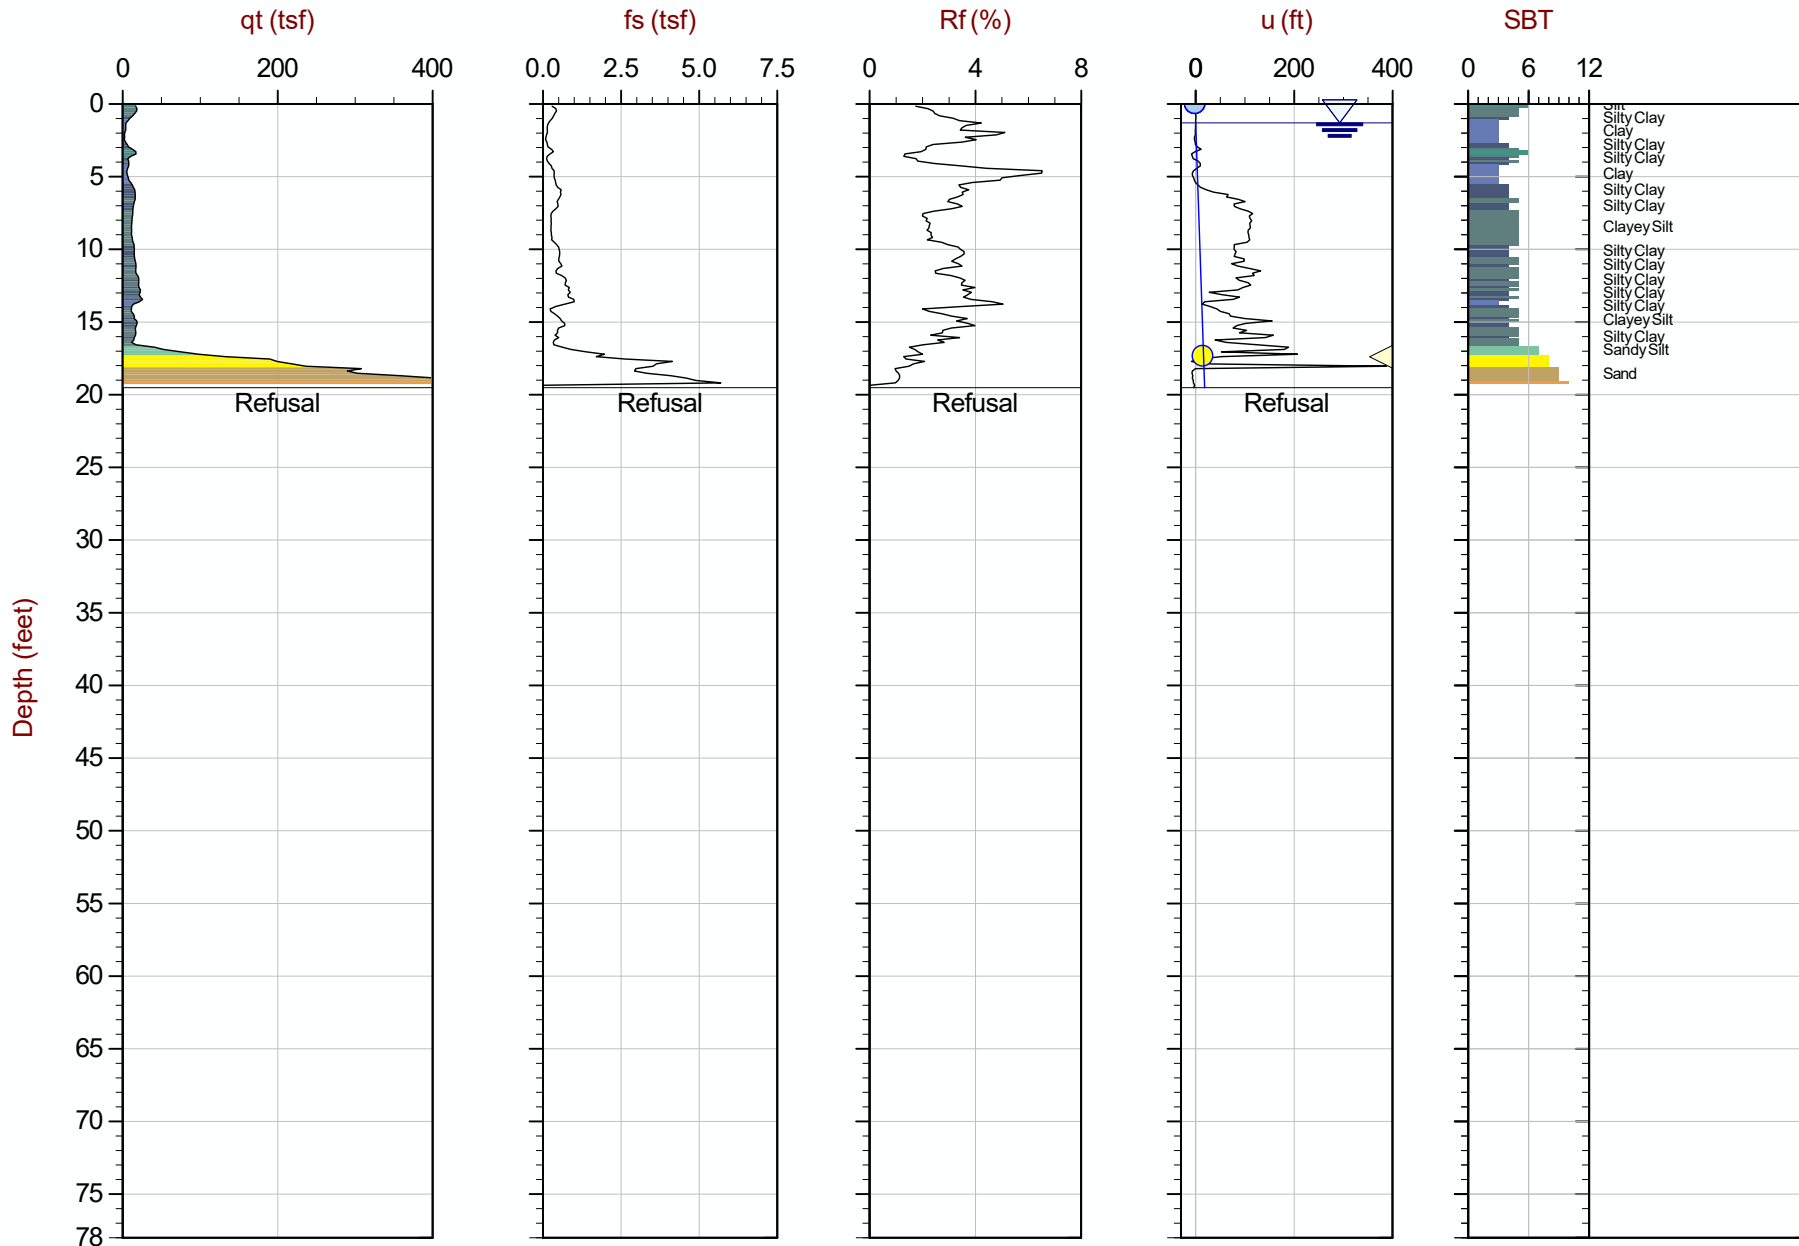 qt (tsf) fs (tsf) Rf (%) u (ft) SBT
0 200 400 0.0 2.5 5.0 7.5 0 4 8 0 200 400 0 6 12
0
5
10
15
20
25
30
35
40
45
50
55
60
65
70
75
78
Depth (feet)
Refusal Refusal Refusal Refusal
Silt
Silty Clay
Clay
Silty Clay
Silty Clay
Clay
Silty Clay
Silty Clay
Clayey Silt
Silty Clay
Silty Clay
Silty Clay
Silty Clay
Silty Clay
Clayey Silt
Silty Clay
Sandy Silt
Sand